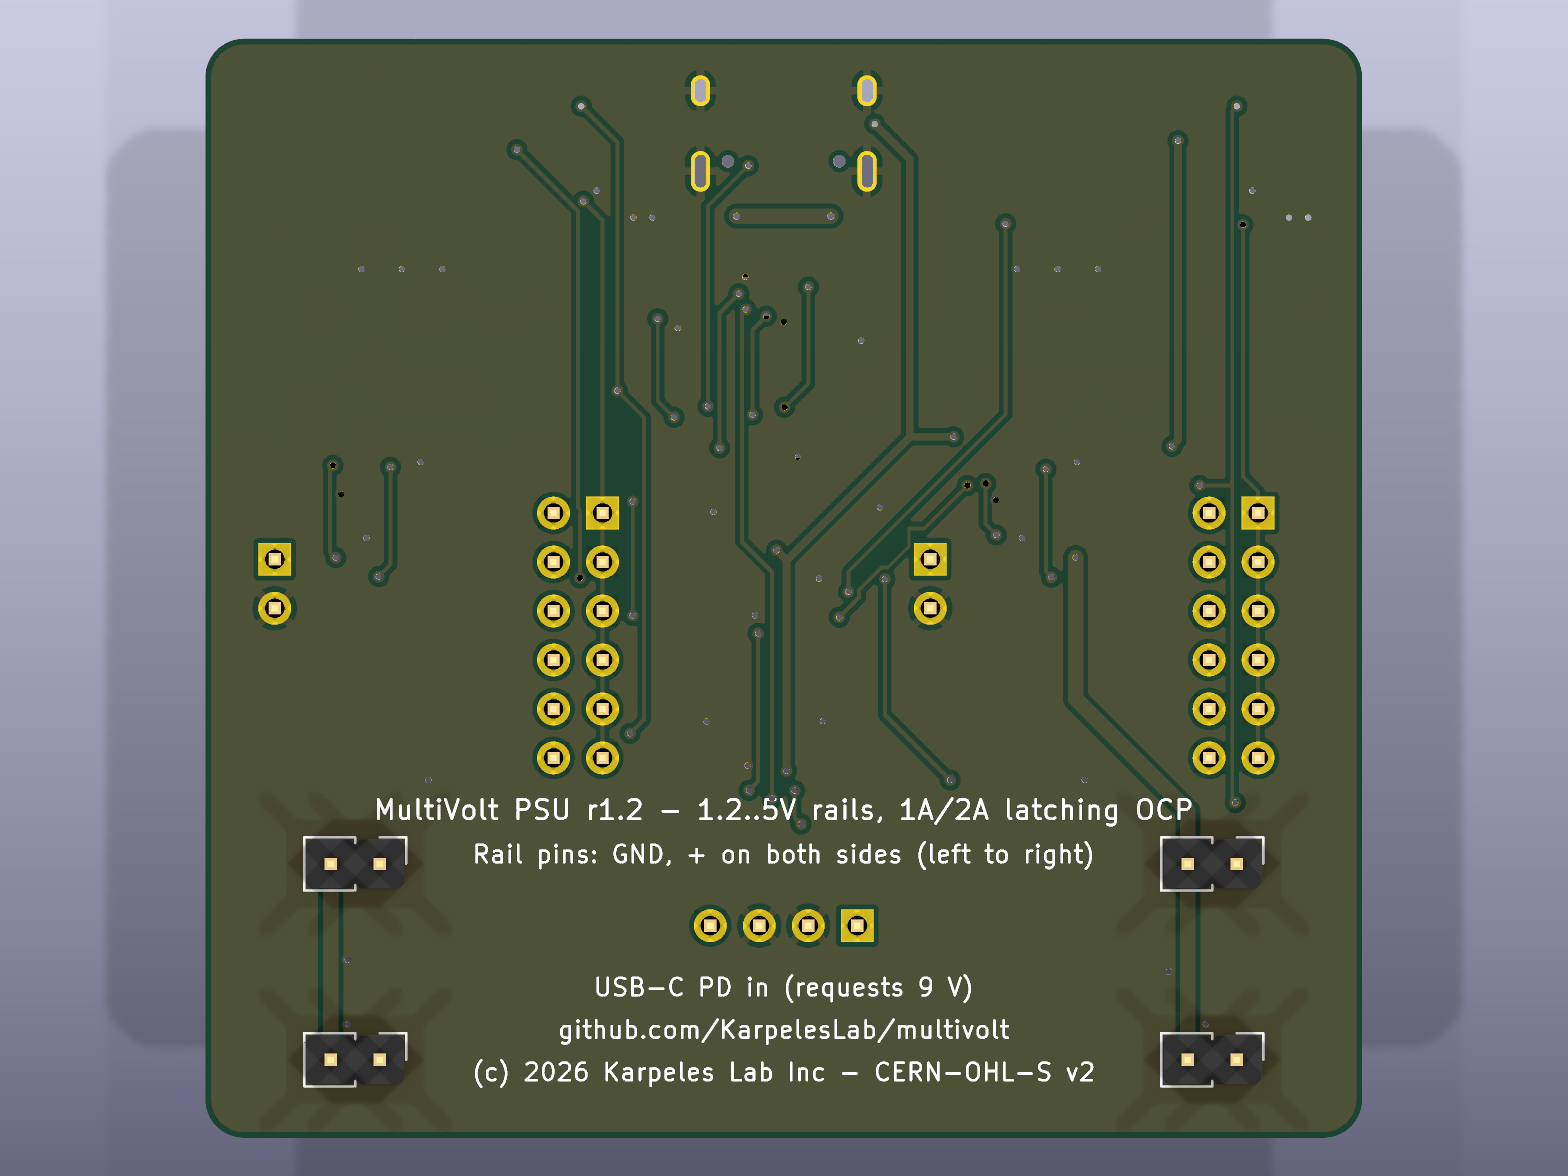 MultiVolt PSU r1.2 – 1.2..5V rails, 1A/2A latching OCP
Rail pins: GND, + on both sides (left to right)
USB–C PD in (requests 9 V)
github.com/KarpelesLab/multivolt
(c) 2026 Karpeles Lab Inc – CERN–OHL–S v2